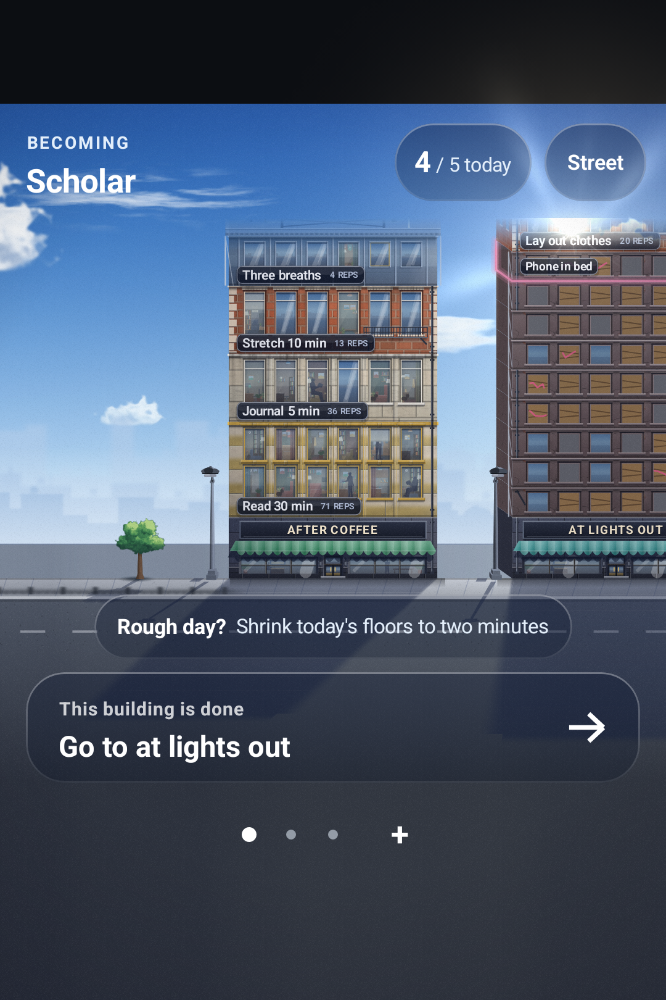 BECOMING
Scholar
4 / 5 today
Street
Lay out clothes 20 REPS
Phone in bed
Three breaths 4 REPS
Stretch 10 min 13 REPS
Journal 5 min 36 REPS
Read 30 min 71 REPS
AFTER COFFEE
AT LIGHTS OUT
Rough day? Shrink today's floors to two minutes
This building is done
Go to at lights out
+